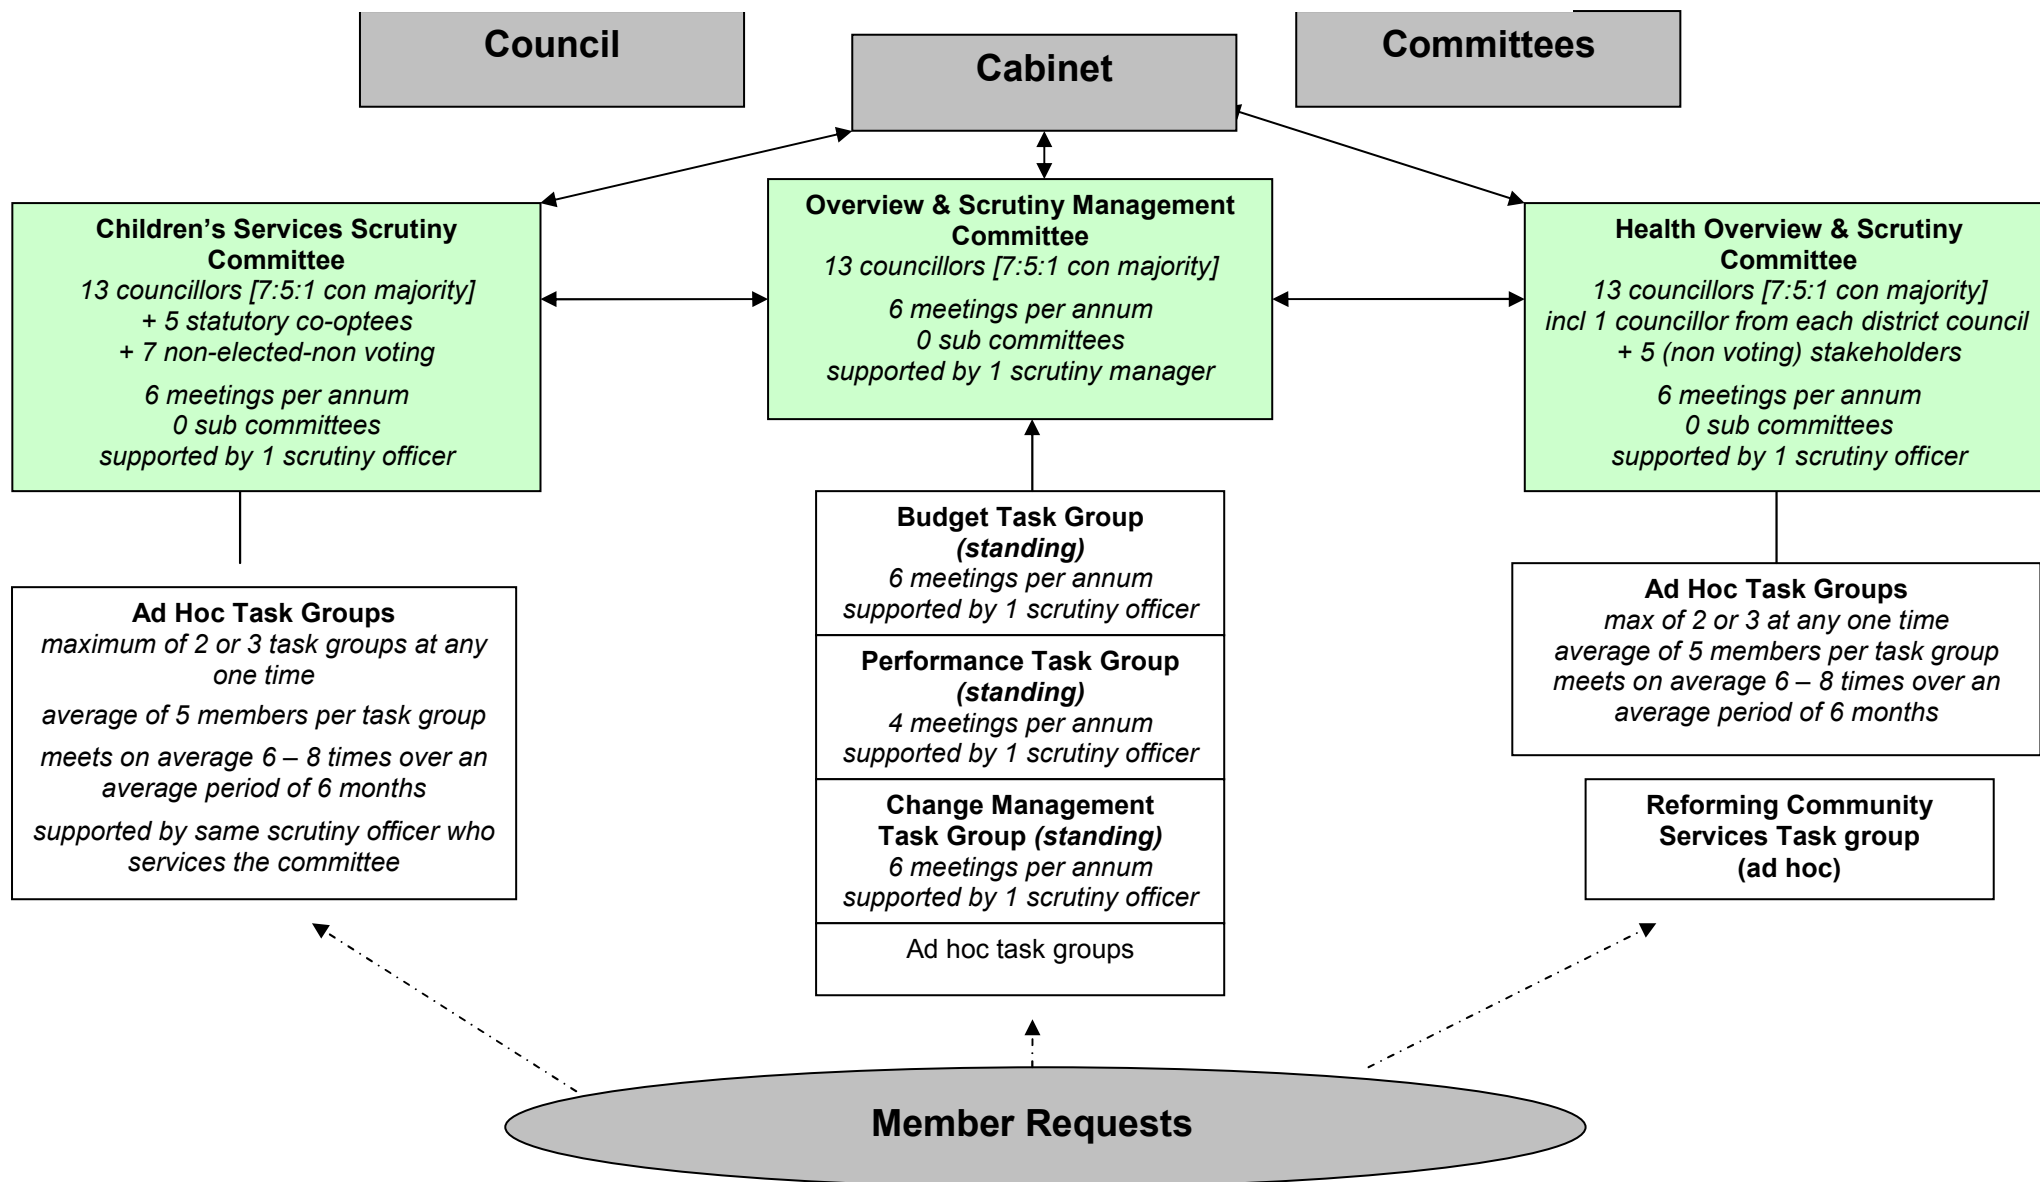 Council
Cabinet
Committees
Children’s Services Scrutiny
Committee
13 councillors [7:5:1 con majority]
+ 5 statutory co-optees
+ 7 non-elected-non voting
6 meetings per annum
0 sub committees
supported by 1 scrutiny officer
Overview & Scrutiny Management
Committee
13 councillors [7:5:1 con majority]
6 meetings per annum
0 sub committees
supported by 1 scrutiny manager
Health Overview & Scrutiny
Committee
13 councillors [7:5:1 con majority]
incl 1 councillor from each district council
+ 5 (non voting) stakeholders
6 meetings per annum
0 sub committees
supported by 1 scrutiny officer
Ad Hoc Task Groups
maximum of 2 or 3 task groups at any
one time
average of 5 members per task group
meets on average 6 – 8 times over an
average period of 6 months
supported by same scrutiny officer who
services the committee
Budget Task Group
(standing)
6 meetings per annum
supported by 1 scrutiny officer
Performance Task Group
(standing)
4 meetings per annum
supported by 1 scrutiny officer
Change Management
Task Group (standing)
6 meetings per annum
supported by 1 scrutiny officer
Ad hoc task groups
Ad Hoc Task Groups
max of 2 or 3 at any one time
average of 5 members per task group
meets on average 6 – 8 times over an
average period of 6 months
Reforming Community
Services Task group
(ad hoc)
Member Requests